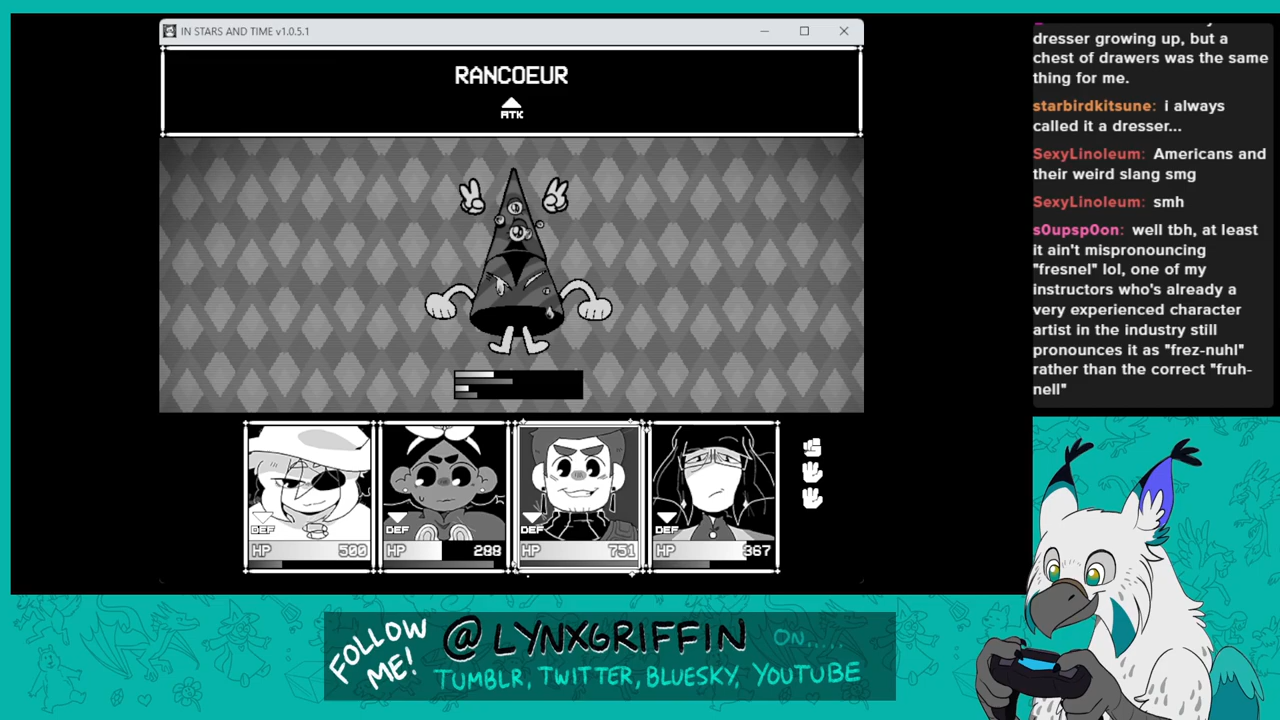 IN STARS AND TIME v1.0.5.1
RANCOEUR
ATK
DEF
HP 500
HP 288
DEF
HP 751
DEF
HP 367
DEF
dresser growing up, but a
chest of drawers was the same
thing for me.
starbirdkitsune: i always
called it a dresser...
SexyLinoleum: Americans and
their weird slang smg
SexyLinoleum: smh
s0upsp0on: well tbh, at least
it ain't mispronouncing
"fresnel" lol, one of my
instructors who's already a
very experienced character
artist in the industry still
pronounces it as "frez-nuhl"
rather than the correct "fruh-
nell"
FOLLOW
ME!
@LYNXGRIFFIN ON.....
TUMBLR, TWITTER, BLUESKY, YOUTUBE